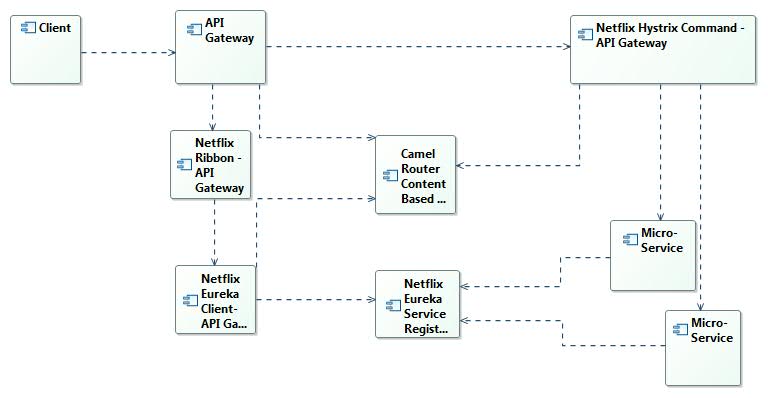 Client
API
Gateway
Netflix Hystrix Command -
API Gateway
Netflix
Ribbon -
API
Gateway
Camel
Router
Content
Based ...
Micro-
Service
Netflix
Eureka
Client-
API Ga...
Netflix
Eureka
Service
Regist...
Micro-
Service